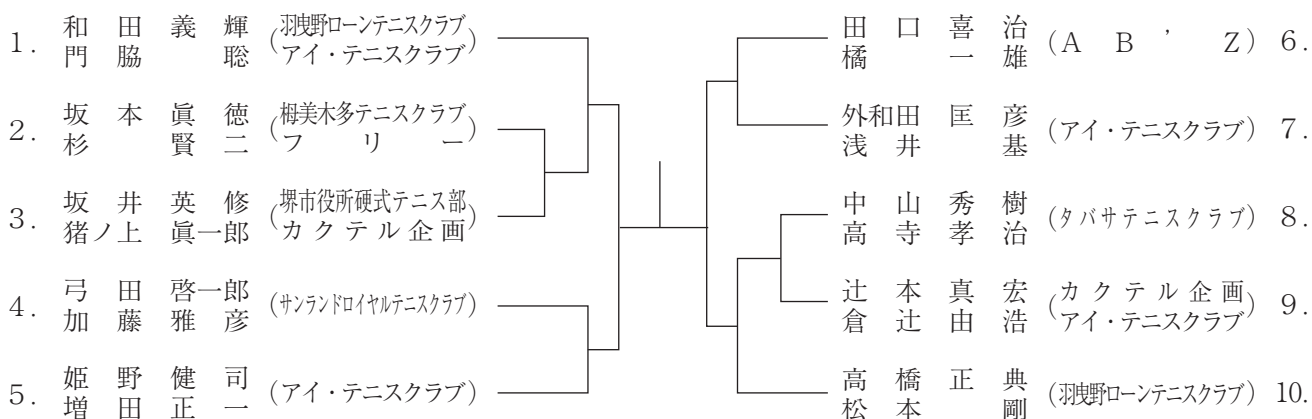 1. 和田義輝 (羽曳野ローンテニスクラブ
門脇聡 アイ・テニスクラブ)
2. 坂本眞徳 (栂美木多テニスクラブ
杉賢二 フリー)
3. 坂井英修 (堺市役所硬式テニス部
猪ノ上眞一郎 カクテル企画)
4. 弓田啓一郎 (サンランドロイヤルテニスクラブ)
加藤雅彦
5. 姫野健司 (アイ・テニスクラブ)
増田正一
田口喜治 (AB'Z) 6.
橘一雄
外和田匡彦 (アイ・テニスクラブ) 7.
浅井基
中山秀樹 (タバサテニスクラブ) 8.
高寺孝治
辻本真宏 (カクテル企画
倉辻由浩 アイ・テニスクラブ) 9.
高橋正典 (羽曳野ローンテニスクラブ) 10.
松本剛